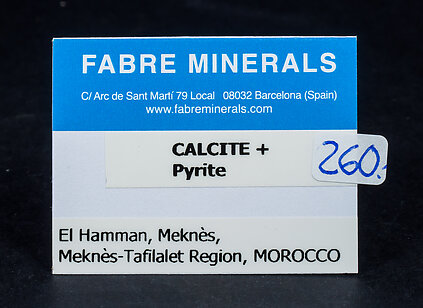 FABRE MINERALS
C/ Arc de Sant Martí 79 Local 08032 Barcelona (Spain)
www.fabreminerals.com
CALCITE +
Pyrite
260.-
El Hamman, Meknès,
Meknès-Tafilalet Region, MOROCCO